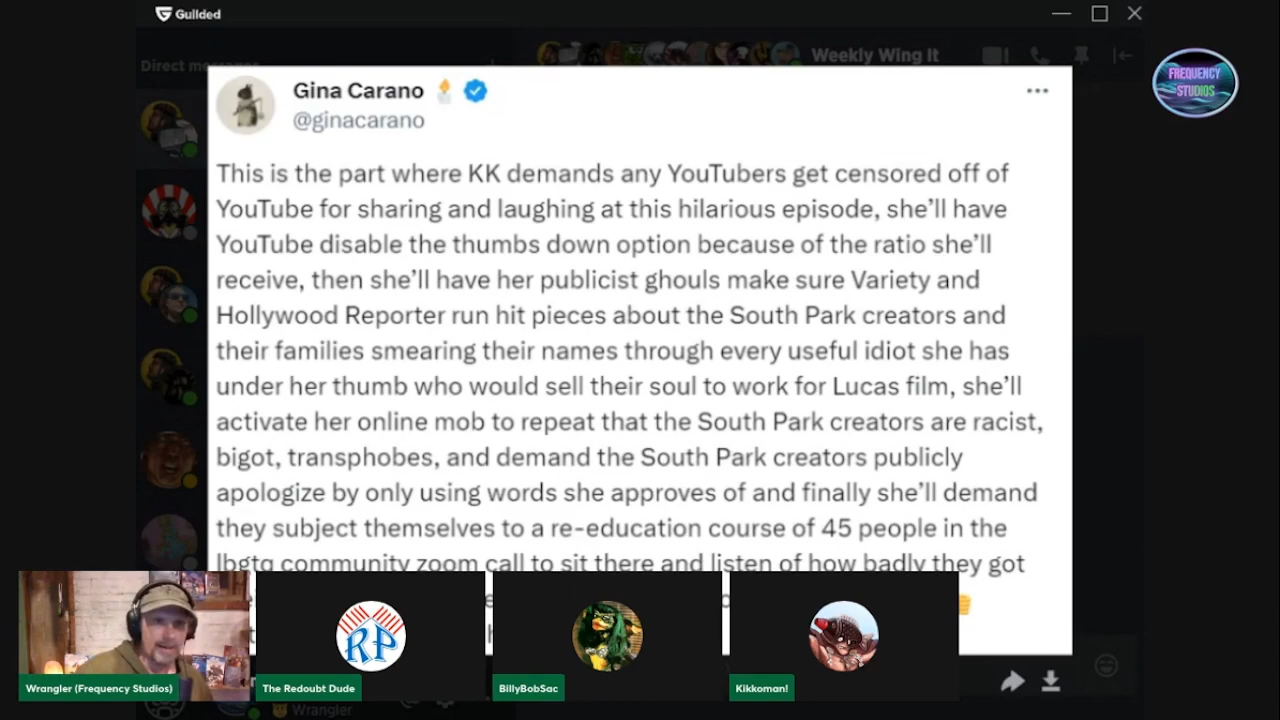 Guilded
Direct messages
Weekly Wing It
FREQUENCY
STUDIOS
Gina Carano
@ginacarano
This is the part where KK demands any YouTubers get censored off of
YouTube for sharing and laughing at this hilarious episode, she'll have
YouTube disable the thumbs down option because of the ratio she'll
receive, then she'll have her publicist ghouls make sure Variety and
Hollywood Reporter run hit pieces about the South Park creators and
their families smearing their names through every useful idiot she has
under her thumb who would sell their soul to work for Lucas film, she'll
activate her online mob to repeat that the South Park creators are racist,
bigot, transphobes, and demand the South Park creators publicly
apologize by only using words she approves of and finally she'll demand
they subject themselves to a re-education course of 45 people in the
lbgtq community zoom call to sit there and listen of how badly they got
RP
Wrangler (Frequency Studios)
The Redoubt Dude
BillyBobSac
Kikkoman!
Wrangler